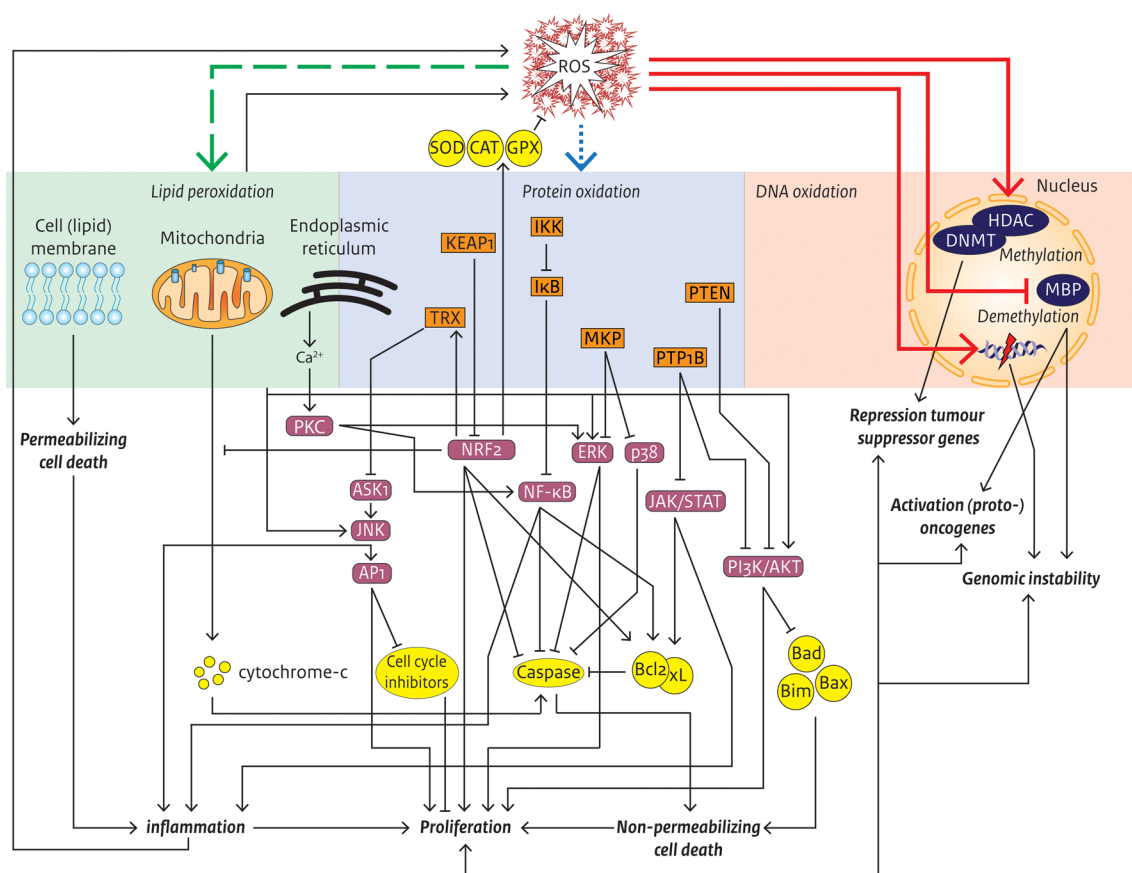 ROS
SOD
CAT
GPX
Lipid peroxidation
Protein oxidation
DNA oxidation
Nucleus
Cell (lipid)
membrane
Mitochondria
Endoplasmic
reticulum
Ca²⁺
KEAP1
IKK
IκB
TRX
MKP
PTEN
PTP1B
HDAC
DNMT
Methylation
MBP
Demethylation
Permeabilizing
cell death
PKC
NRF2
ERK
p38
ASK1
NF-κB
JAK/STAT
JNK
AP1
PI3K/AKT
Repression tumour
suppressor genes
Activation (proto-)
oncogenes
Genomic instability
cytochrome-c
Cell cycle
inhibitors
Caspase
Bcl2
xL
Bad
Bim
Bax
inflammation
Proliferation
Non-permeabilizing
cell death